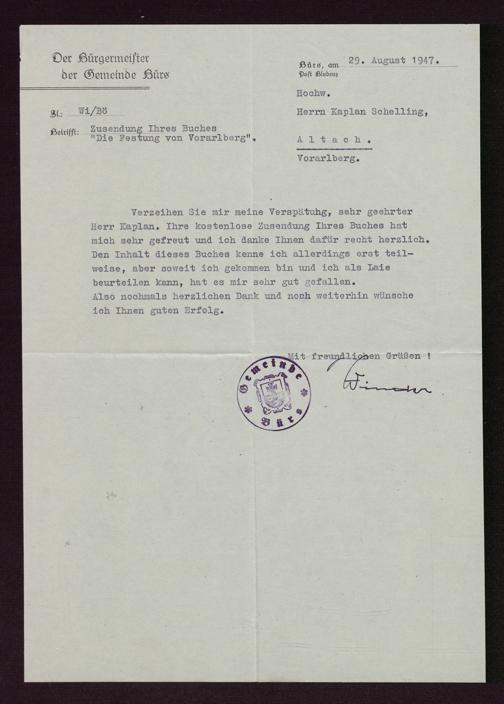 Der Bürgermeister
der Gemeinde Bürs
Bürs, am 29. August 1947.
Post Bludenz
Zl.: Wi/Bö
Betrifft: Zusendung Ihres Buches
"Die Festung von Vorarlberg".
Hochw.
Herrn Kaplan Schelling,
A l t a c h .
Vorarlberg.
Verzeihen Sie mir meine Verspätuhg, sehr geehrter
Herr Kaplan. Ihre kostenlose Zusendung Ihres Buches hat
mich sehr gefreut und ich danke Ihnen dafür recht herzlich.
Den Inhalt dieses Buches kenne ich allerdings erst teil-
weise, aber soweit ich gekommen bin und ich als Laie
beurteilen kann, hat es mir sehr gut gefallen.
Also nochmals herzlichen Dank und noch weiterhin wünsche
ich Ihnen guten Erfolg.
Mit freundlichen Grüßen !
Gemeinde
Bürs